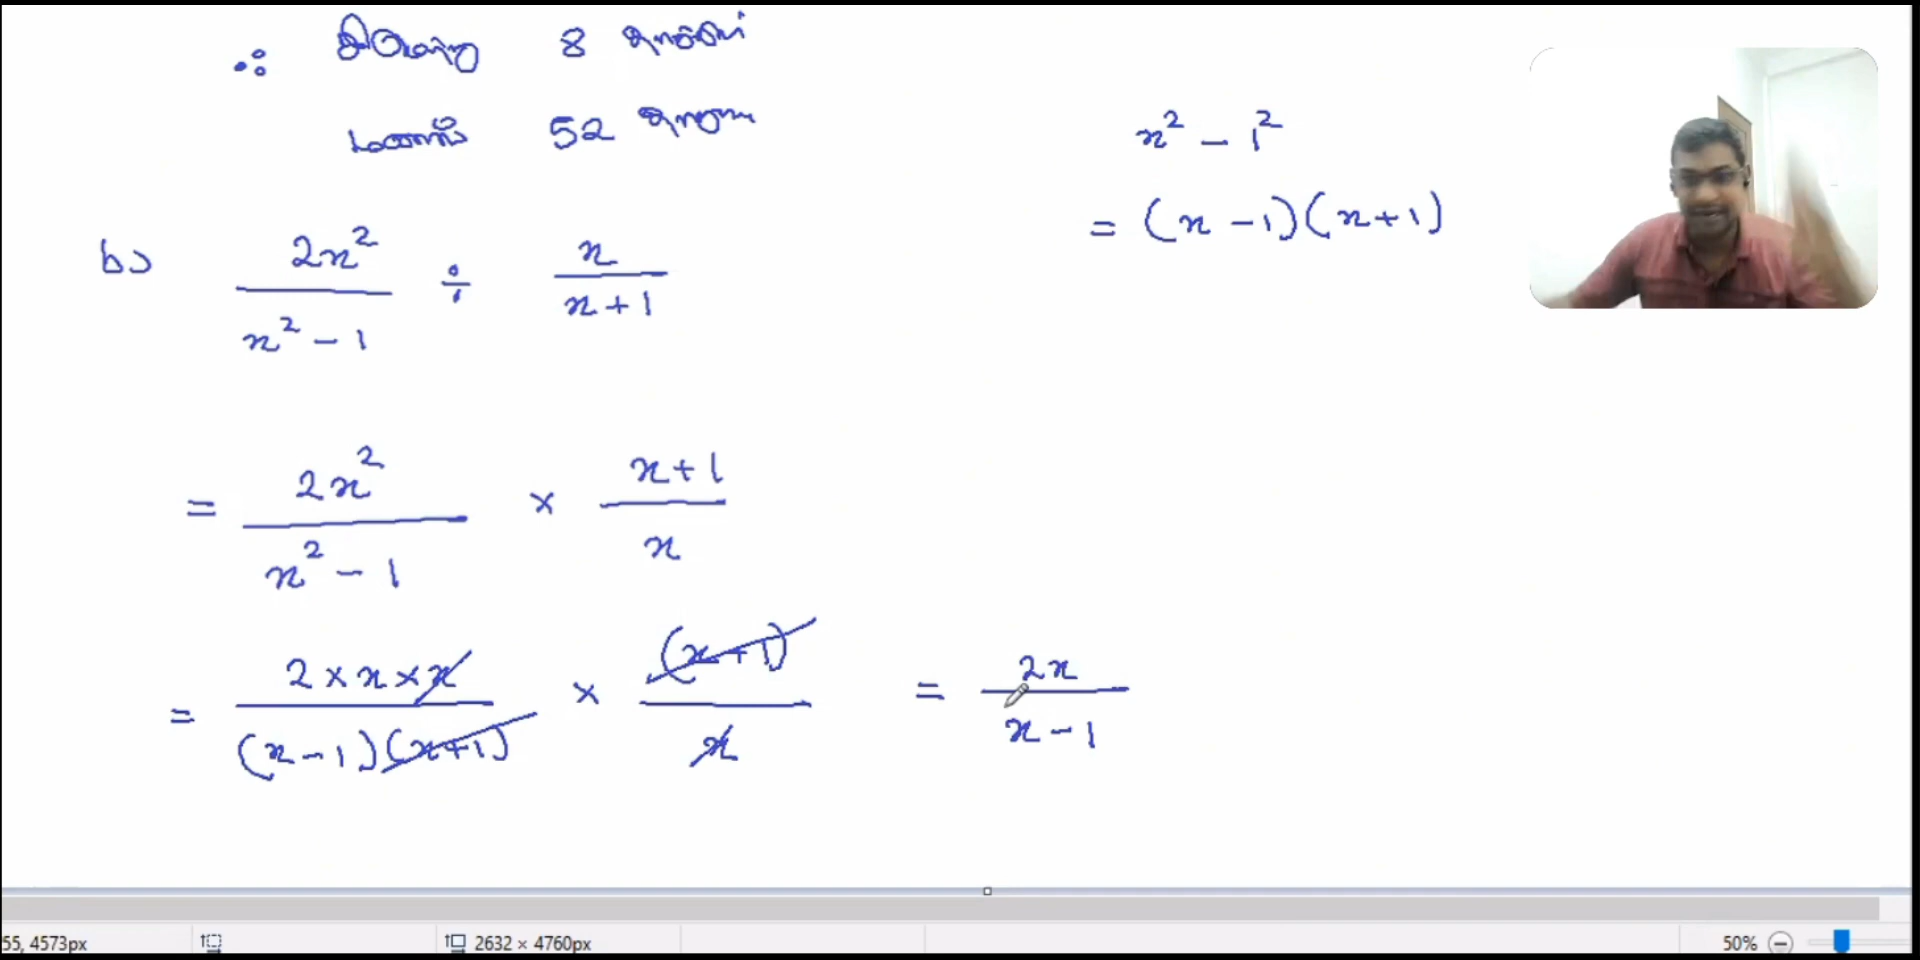 ∴ 8
52
x² - 1²
= (x - 1)(x + 1)
b) 2x² / x² - 1 ÷ x / x + 1
= 2x² / x² - 1 × x + 1 / x
= 2 × x × x / (x - 1)(x + 1) × (x + 1) / x = 2x / x - 1
55, 4573px 2632 × 4760px 50%